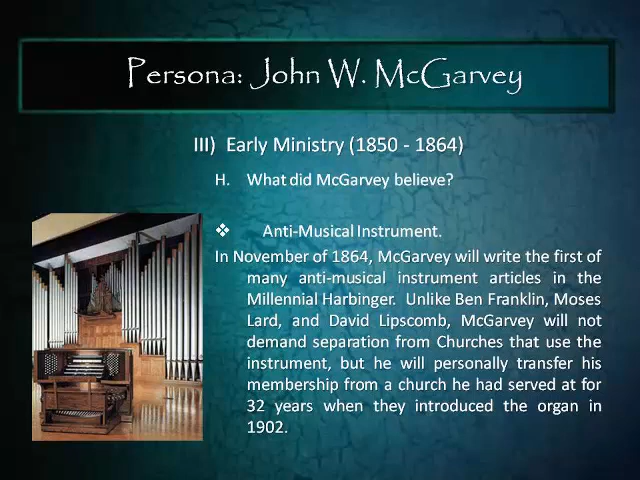 Persona: John W. McGarvey
III) Early Ministry (1850 - 1864)
H. What did McGarvey believe?
❖ Anti-Musical Instrument.
In November of 1864, McGarvey will write the first of
many anti-musical instrument articles in the
Millennial Harbinger. Unlike Ben Franklin, Moses
Lard, and David Lipscomb, McGarvey will not
demand separation from Churches that use the
instrument, but he will personally transfer his
membership from a church he had served at for
32 years when they introduced the organ in
1902.